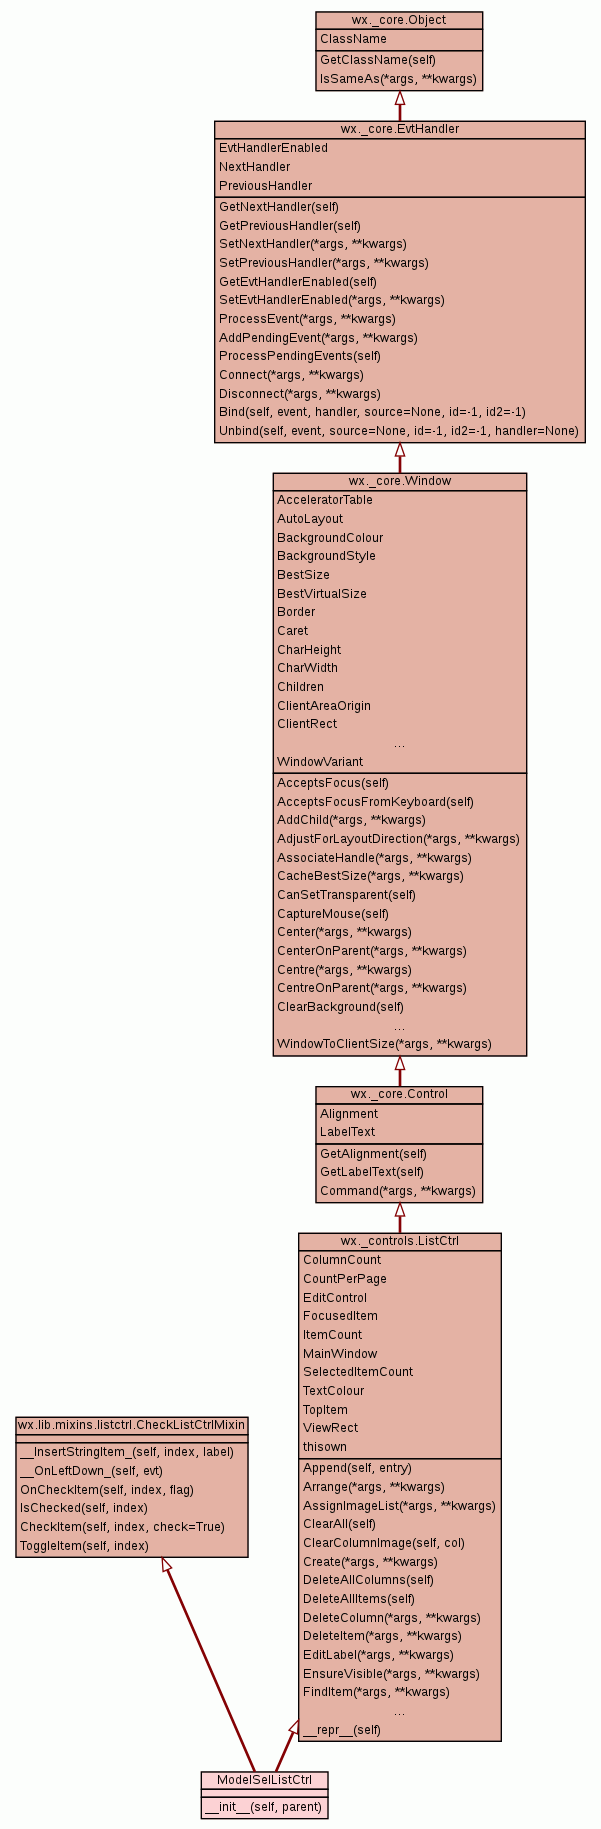 wx._core.Object
ClassName
GetClassName(self)
IsSameAs(*args, **kwargs)
wx._core.EvtHandler
EvtHandlerEnabled
NextHandler
PreviousHandler
GetNextHandler(self)
GetPreviousHandler(self)
SetNextHandler(*args, **kwargs)
SetPreviousHandler(*args, **kwargs)
GetEvtHandlerEnabled(self)
SetEvtHandlerEnabled(*args, **kwargs)
ProcessEvent(*args, **kwargs)
AddPendingEvent(*args, **kwargs)
ProcessPendingEvents(self)
Connect(*args, **kwargs)
Disconnect(*args, **kwargs)
Bind(self, event, handler, source=None, id=-1, id2=-1)
Unbind(self, event, source=None, id=-1, id2=-1, handler=None)
wx._core.Window
AcceleratorTable
AutoLayout
BackgroundColour
BackgroundStyle
BestSize
BestVirtualSize
Border
Caret
CharHeight
CharWidth
Children
ClientAreaOrigin
ClientRect
...
WindowVariant
AcceptsFocus(self)
AcceptsFocusFromKeyboard(self)
AddChild(*args, **kwargs)
AdjustForLayoutDirection(*args, **kwargs)
AssociateHandle(*args, **kwargs)
CacheBestSize(*args, **kwargs)
CanSetTransparent(self)
CaptureMouse(self)
Center(*args, **kwargs)
CenterOnParent(*args, **kwargs)
Centre(*args, **kwargs)
CentreOnParent(*args, **kwargs)
ClearBackground(self)
...
WindowToClientSize(*args, **kwargs)
wx._core.Control
Alignment
LabelText
GetAlignment(self)
GetLabelText(self)
Command(*args, **kwargs)
wx._controls.ListCtrl
ColumnCount
CountPerPage
EditControl
FocusedItem
ItemCount
MainWindow
SelectedItemCount
TextColour
TopItem
ViewRect
thisown
Append(self, entry)
Arrange(*args, **kwargs)
AssignImageList(*args, **kwargs)
ClearAll(self)
ClearColumnImage(self, col)
Create(*args, **kwargs)
DeleteAllColumns(self)
DeleteAllItems(self)
DeleteColumn(*args, **kwargs)
DeleteItem(*args, **kwargs)
EditLabel(*args, **kwargs)
EnsureVisible(*args, **kwargs)
FindItem(*args, **kwargs)
...
__repr__(self)
wx.lib.mixins.listctrl.CheckListCtrlMixin
__InsertStringItem_(self, index, label)
__OnLeftDown_(self, evt)
OnCheckItem(self, index, flag)
IsChecked(self, index)
CheckItem(self, index, check=True)
ToggleItem(self, index)
ModelSelListCtrl
__init__(self, parent)